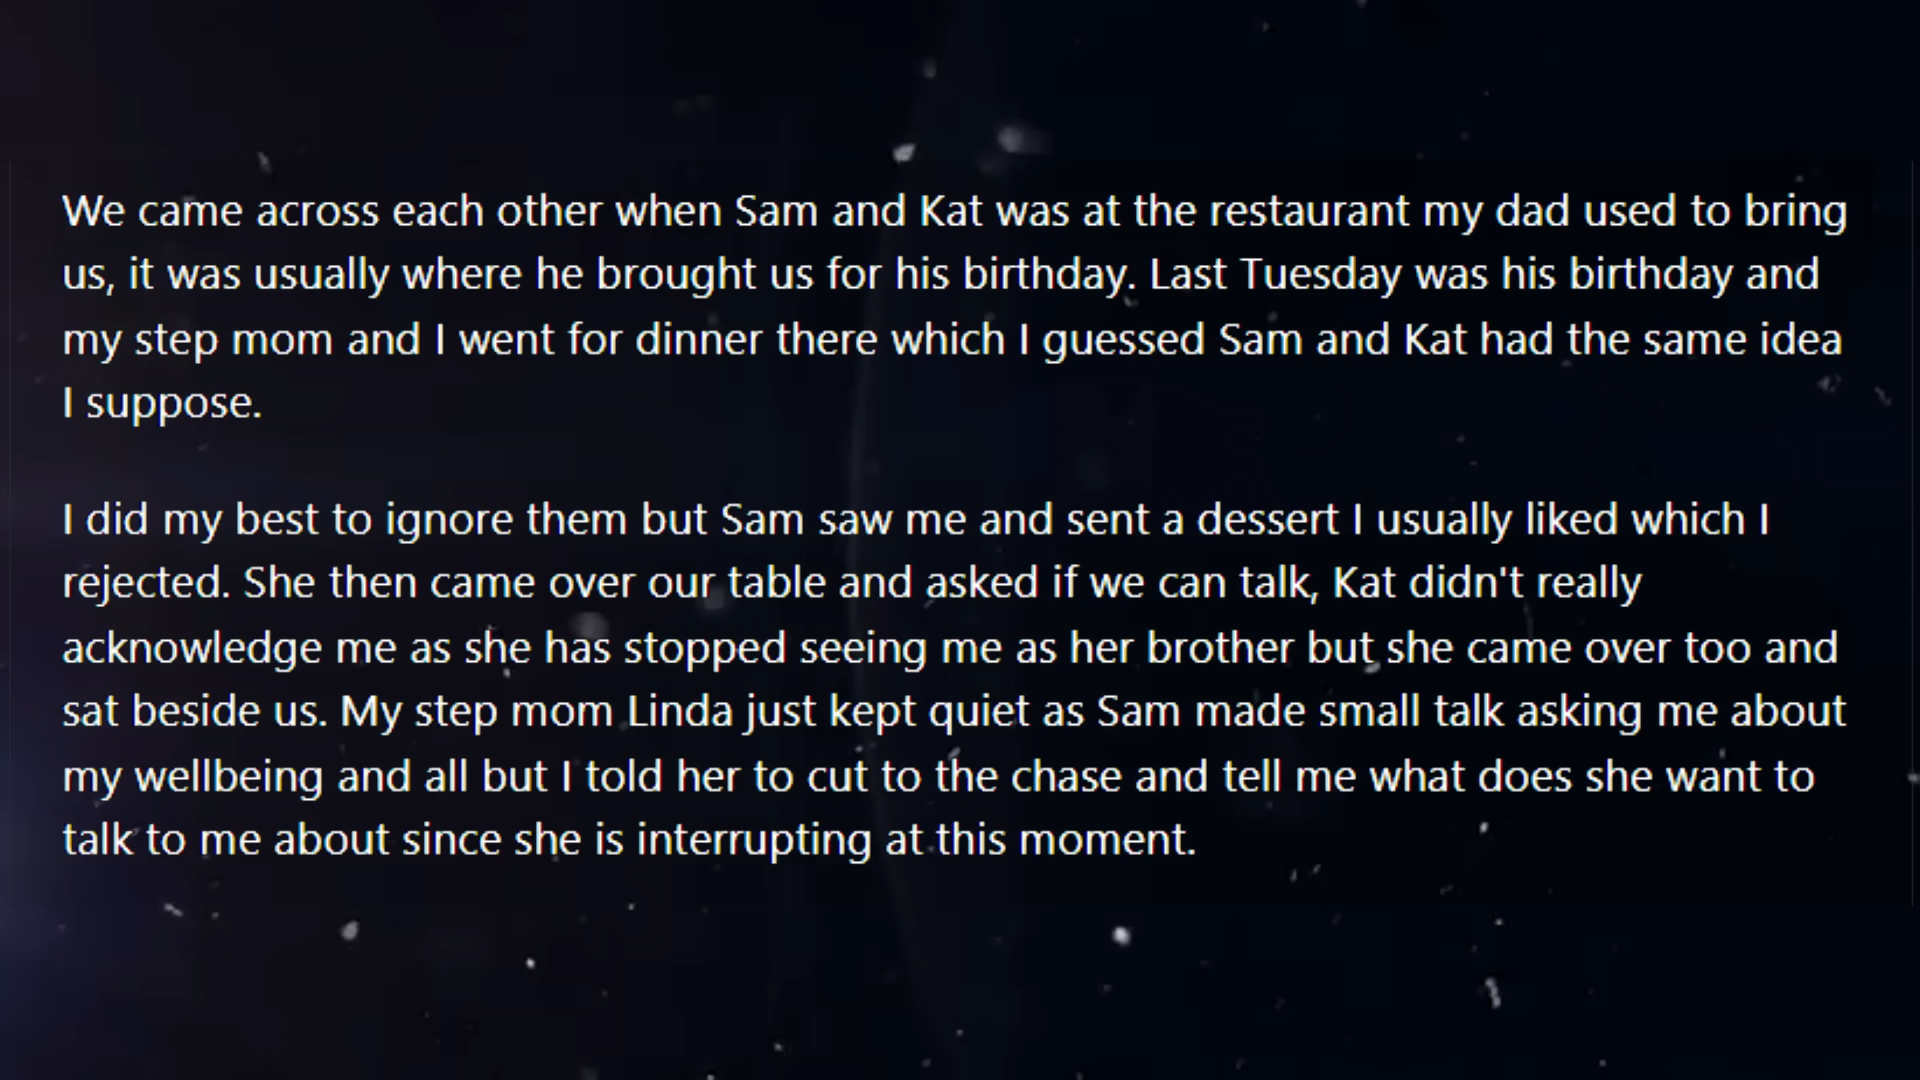 We came across each other when Sam and Kat was at the restaurant my dad used to bring
us, it was usually where he brought us for his birthday. Last Tuesday was his birthday and
my step mom and I went for dinner there which I guessed Sam and Kat had the same idea
I suppose.
I did my best to ignore them but Sam saw me and sent a dessert I usually liked which I
rejected. She then came over our table and asked if we can talk, Kat didn't really
acknowledge me as she has stopped seeing me as her brother but she came over too and
sat beside us. My step mom Linda just kept quiet as Sam made small talk asking me about
my wellbeing and all but I told her to cut to the chase and tell me what does she want to
talk to me about since she is interrupting at this moment.